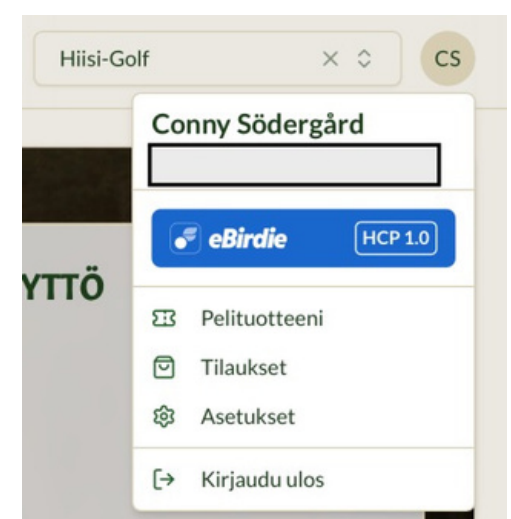 Hiisi-Golf
CS
Conny Södergård
eBirdie HCP 1.0
YTTÖ
Pelituotteeni
Tilaukset
Asetukset
Kirjaudu ulos